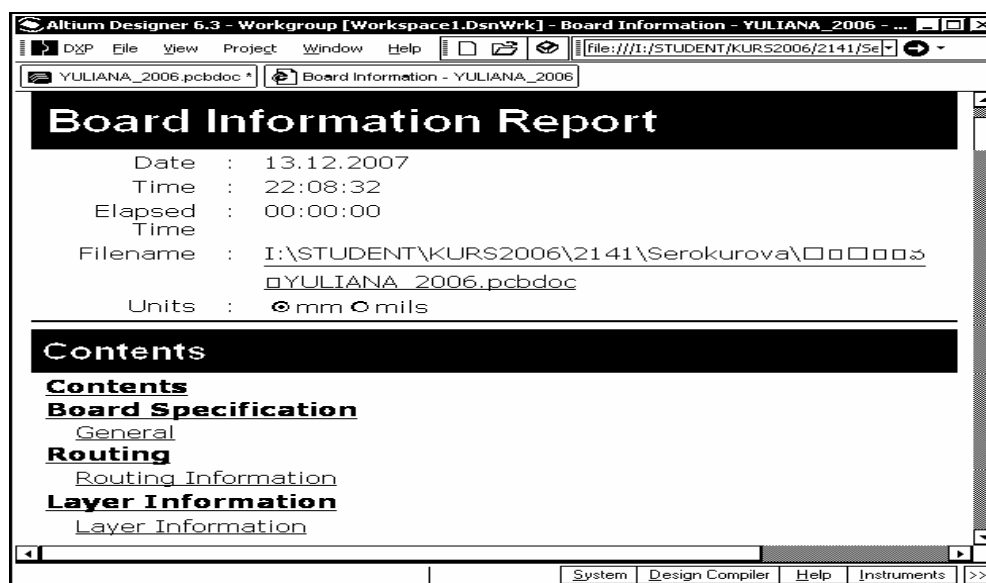 Altium Designer 6.3 - Workgroup [Workspace1.DsnWrk] - Board Information - YULIANA_2006 - ...
DXP File View Project Window Help file:///I:/STUDENT/KURS2006/2141/Se
YULIANA_2006.pcbdoc * Board Information - YULIANA_2006
Board Information Report
Date : 13.12.2007
Time : 22:08:32
Elapsed Time : 00:00:00
Filename : I:\STUDENT\KURS2006\2141\Serokurova\□□□□□
□YULIANA_2006.pcbdoc
Units : mm mils
Contents
Contents
Board Specification
General
Routing
Routing Information
Layer Information
Layer Information
System Design Compiler Help Instruments >>